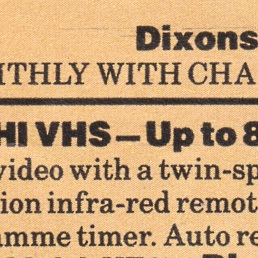 Dixons
ITHLY WITH CHA
HI VHS – Up to 8
video with a twin-sp
ion infra-red remot
amme timer. Auto re